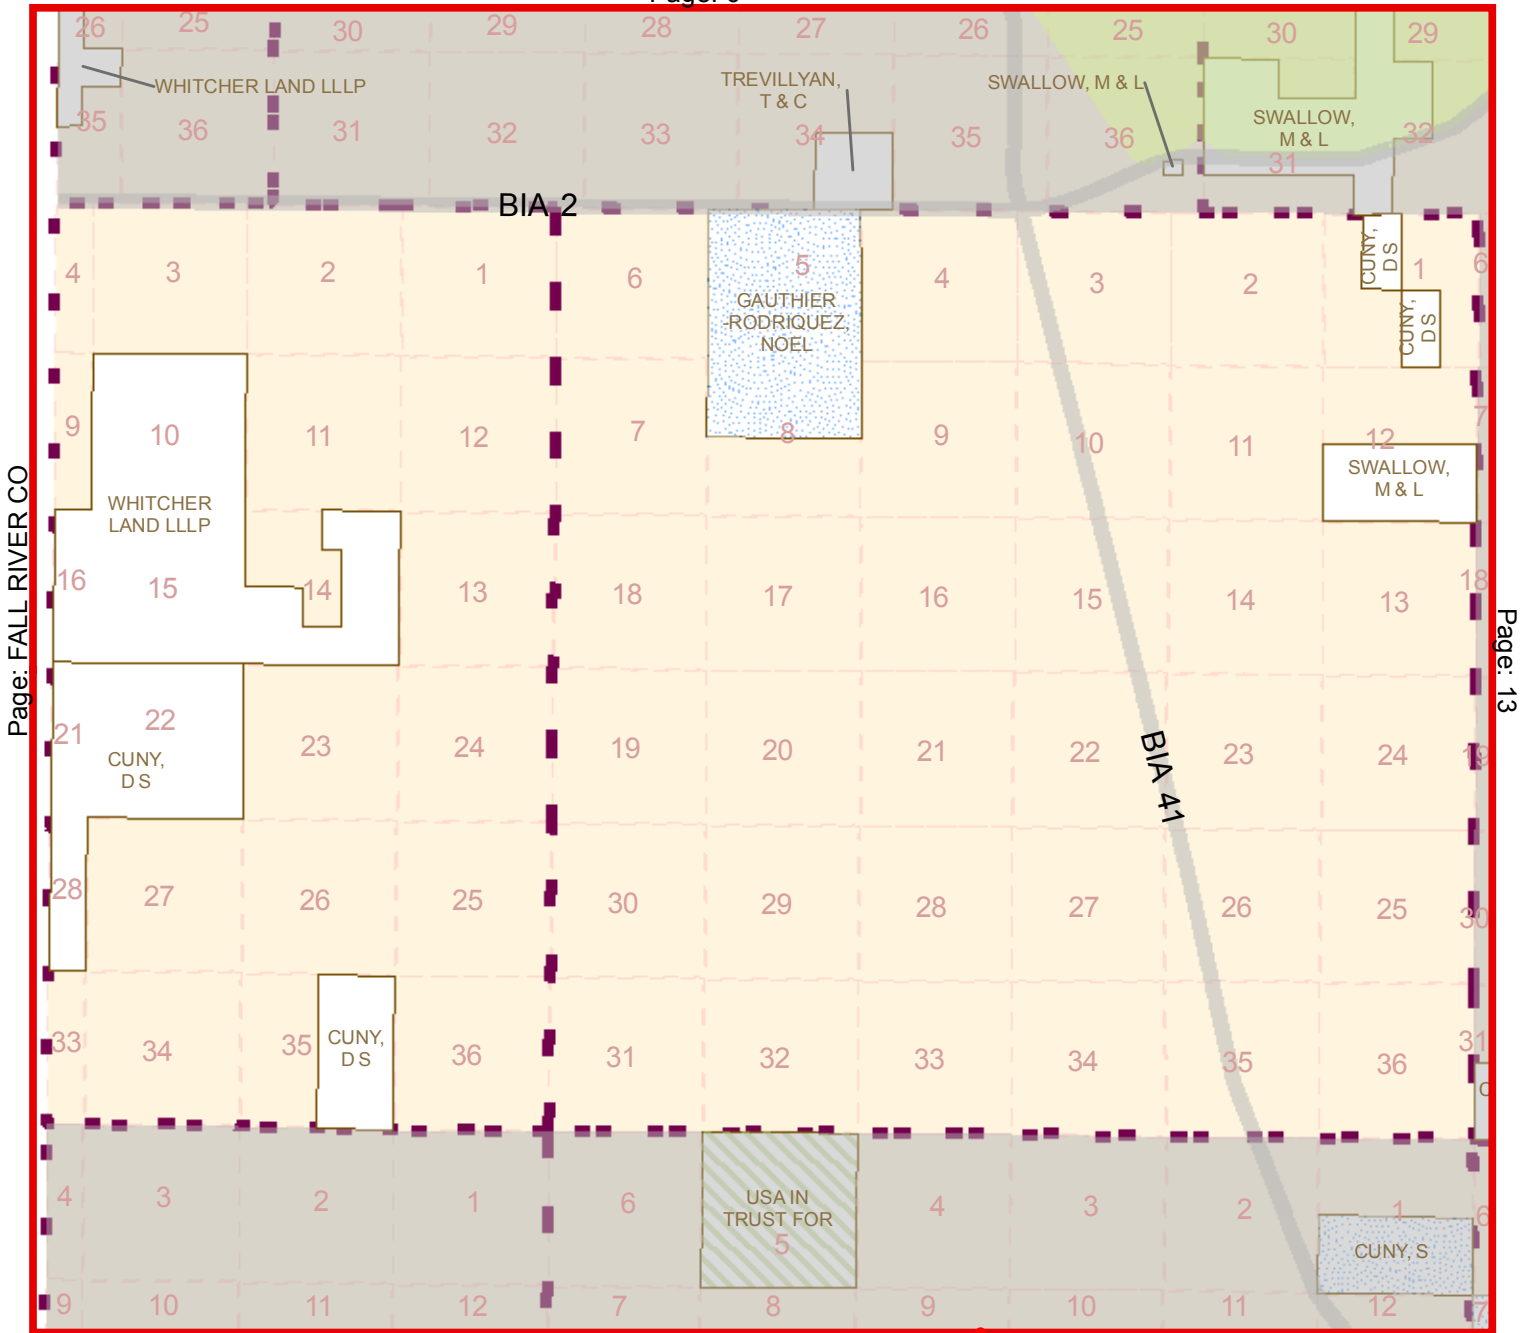 26 25 30 29 28 27 26 25 30 29
WHITCHER LAND LLLP
TREVILLYAN,
T & C
SWALLOW, M & L
SWALLOW,
M & L
35 36 31 32 33 34 35 36 31 32
BIA 2
4 3 2 1 6 5 4 3 2 1 6
CUNY,
D S
CUNY,
D S
GAUTHIER
-RODRIQUEZ,
NOEL
9 10 11 12 7 8 9 10 11 12 7
SWALLOW,
M & L
WHITCHER
LAND LLLP
16 15 14 13 18 17 16 15 14 13 18
Page: FALL RIVER CO
Page: 13
21 22 23 24 19 20 21 22 23 24 19
CUNY,
D S
BIA 41
28 27 26 25 30 29 28 27 26 25 30
33 34 35 36 31 32 33 34 35 36 31
CUNY,
D S
4 3 2 1 6 5 4 3 2 1 6
USA IN
TRUST FOR
CUNY, S
9 10 11 12 7 8 9 10 11 12 7